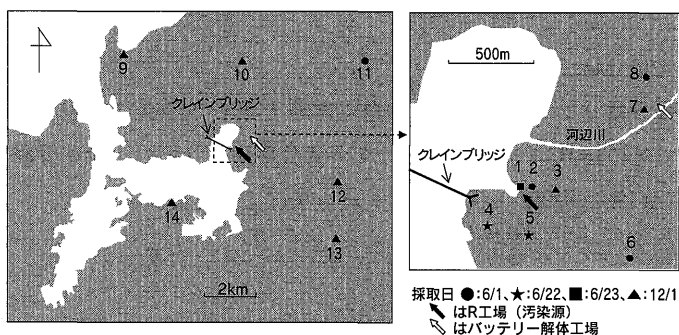 9
10
11
クレインブリッジ
12
14
13
2km
500m
8
7
河辺川
クレインブリッジ
1 2 3
4
5
6
採取日 ●:6/1、★:6/22、■:6/23、▲:12/1
はR工場（汚染源）
はバッテリー解体工場